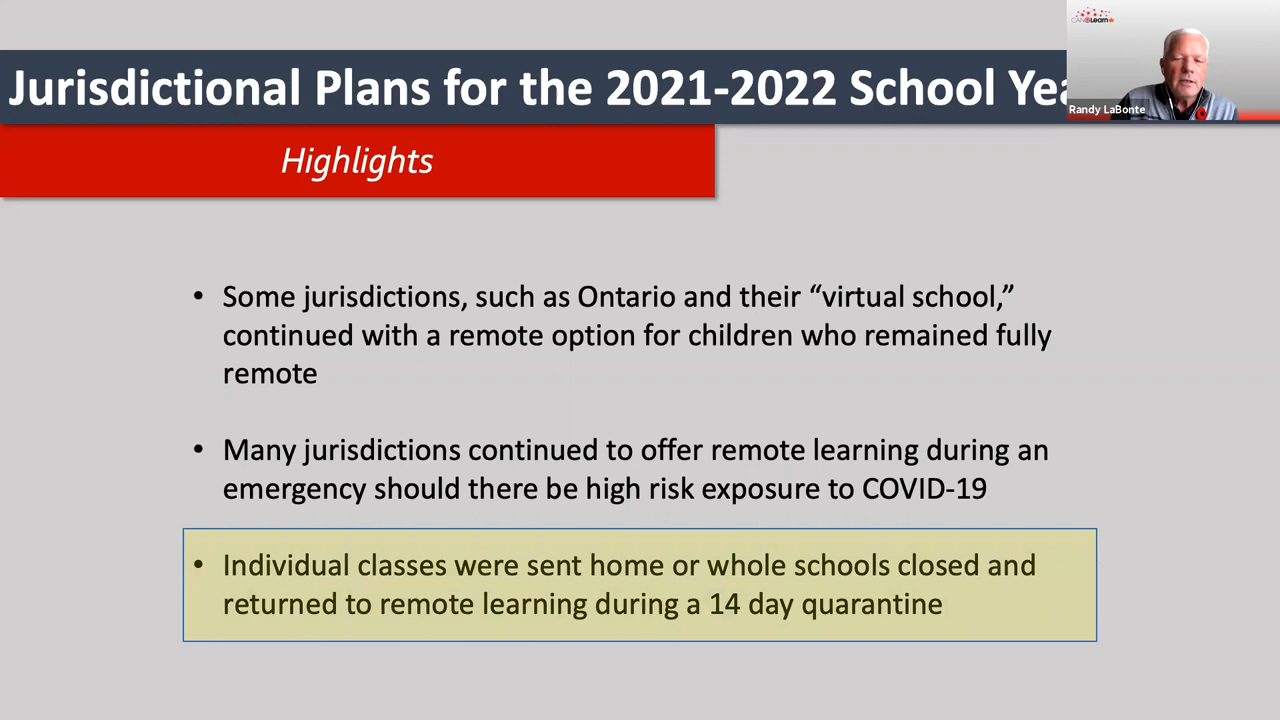 CAN@Learn
Jurisdictional Plans for the 2021-2022 School Yea
Randy LaBonte
Highlights
• Some jurisdictions, such as Ontario and their “virtual school,”
continued with a remote option for children who remained fully
remote
• Many jurisdictions continued to offer remote learning during an
emergency should there be high risk exposure to COVID-19
• Individual classes were sent home or whole schools closed and
returned to remote learning during a 14 day quarantine